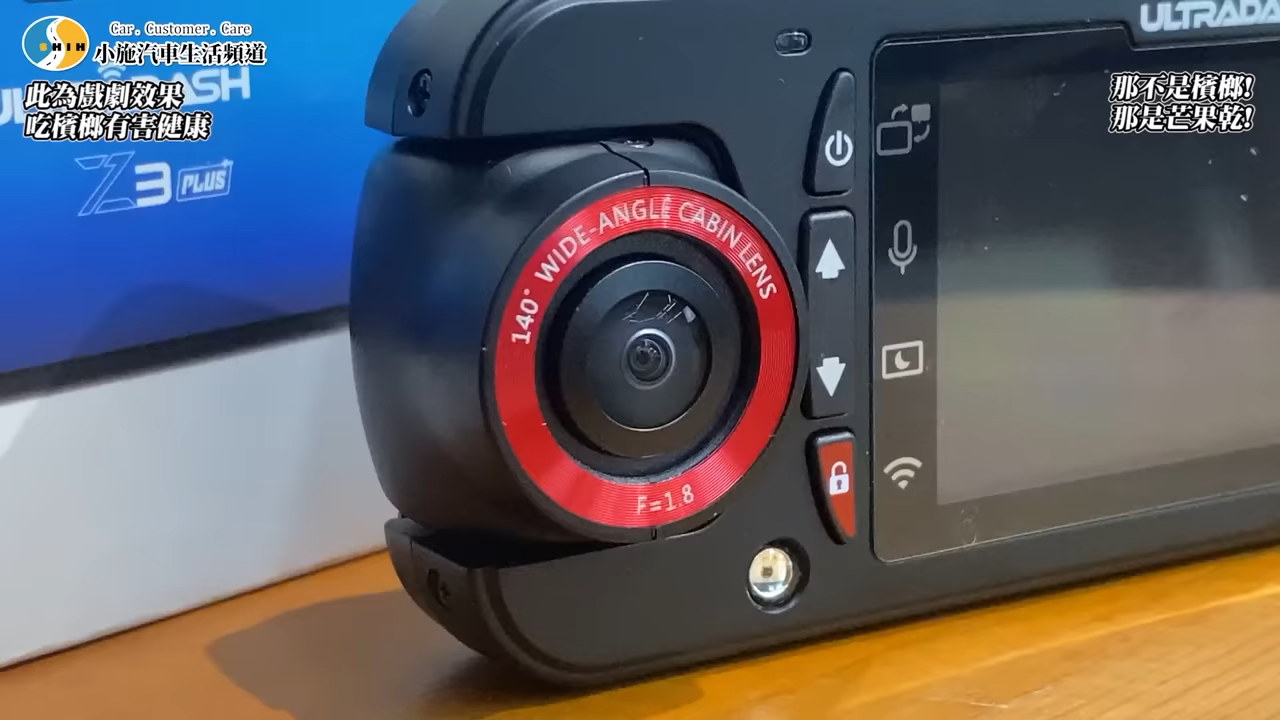 SHIH
Car. Customer. Care
小施汽車生活頻道
此為戲劇效果
吃檳榔有害健康
那不是檳榔!
那是芒果乾!
DASH
Z3 PLUS
140° WIDE-ANGLE CABIN LENS
F=1.8
ULTRADA